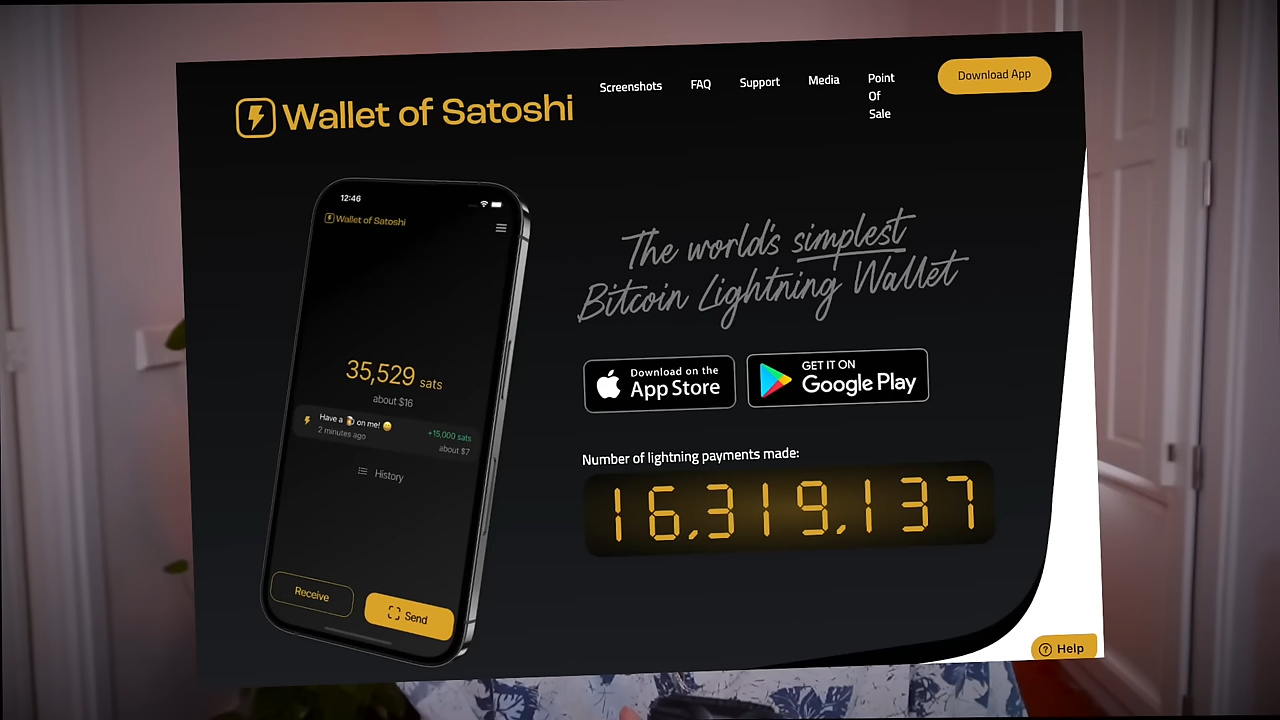 Wallet of Satoshi
Screenshots
FAQ
Support
Media
Point
Of
Sale
Download App
12:46
Wallet of Satoshi
35,529 sats
about $16
Have a 🍺 on me! 😄
2 minutes ago
+15,000 sats
about $7
History
Receive
Send
The world's simplest
Bitcoin Lightning Wallet
Download on the
App Store
GET IT ON
Google Play
Number of lightning payments made:
16,319,137
Help